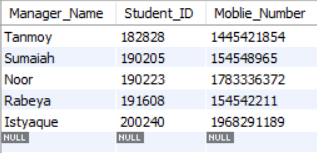 Manager_Name Student_ID Moblie_Number
Tanmoy 182828 1445421854
Sumaiah 190205 154548965
Noor 190223 1783336372
Rabeya 191608 154542211
Istyaque 200240 1968291189
NULL NULL NULL